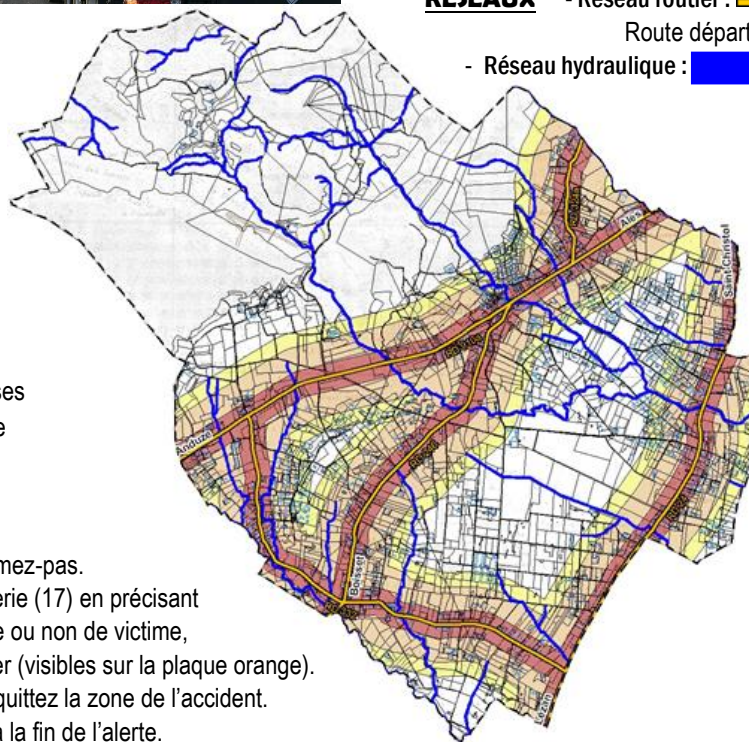 RESEAUX - Réseau routier :
Route départ
- Réseau hydraulique :
Alès
Saint-Christol
Anduze
Boisset
Lézan
ses
e
mez-pas.
erie (17) en précisant
e ou non de victime,
er (visibles sur la plaque orange).
quittez la zone de l'accident.
à la fin de l'alerte.